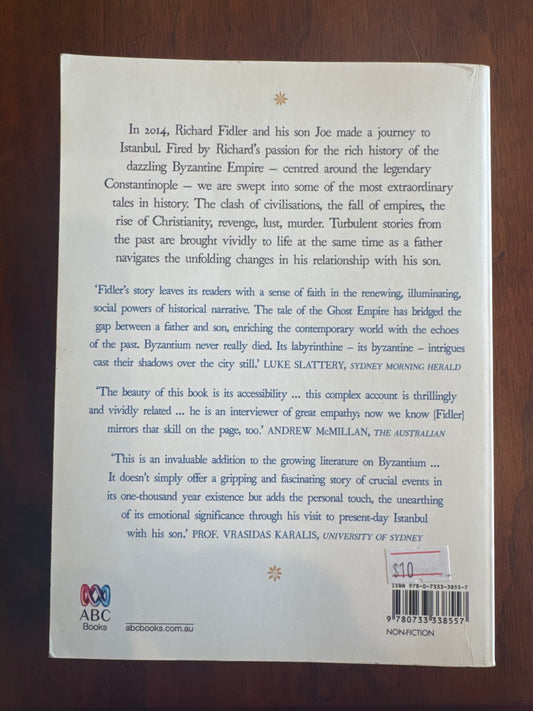 In 2014, Richard Fidler and his son Joe made a journey to
Istanbul. Fired by Richard's passion for the rich history of the
dazzling Byzantine Empire – centred around the legendary
Constantinople – we are swept into some of the most extraordinary
tales in history. The clash of civilisations, the fall of empires, the
rise of Christianity, revenge, lust, murder. Turbulent stories from
the past are brought vividly to life at the same time as a father
navigates the unfolding changes in his relationship with his son.
'Fidler's story leaves its readers with a sense of faith in the renewing, illuminating,
social powers of historical narrative. The tale of the Ghost Empire has bridged the
gap between a father and son, enriching the contemporary world with the echoes
of the past. Byzantium never really died. Its labyrinthine – its byzantine – intrigues
cast their shadows over the city still.' LUKE SLATTERY, SYDNEY MORNING HERALD
'The beauty of this book is its accessibility ... this complex account is thrillingly
and vividly related ... he is an interviewer of great empathy; now we know [Fidler]
mirrors that skill on the page, too.' ANDREW McMILLAN, THE AUSTRALIAN
'This is an invaluable addition to the growing literature on Byzantium ...
It doesn't simply offer a gripping and fascinating story of crucial events in
its one-thousand year existence but adds the personal touch, the unearthing
of its emotional significance through his visit to present-day Istanbul
with his son.' PROF. VRASIDAS KARALIS, UNIVERSITY OF SYDNEY
$10
ISBN 978-0-7333-3855-7
ABC
Books
abcbooks.com.au
9 780733 338557
NON-FICTION